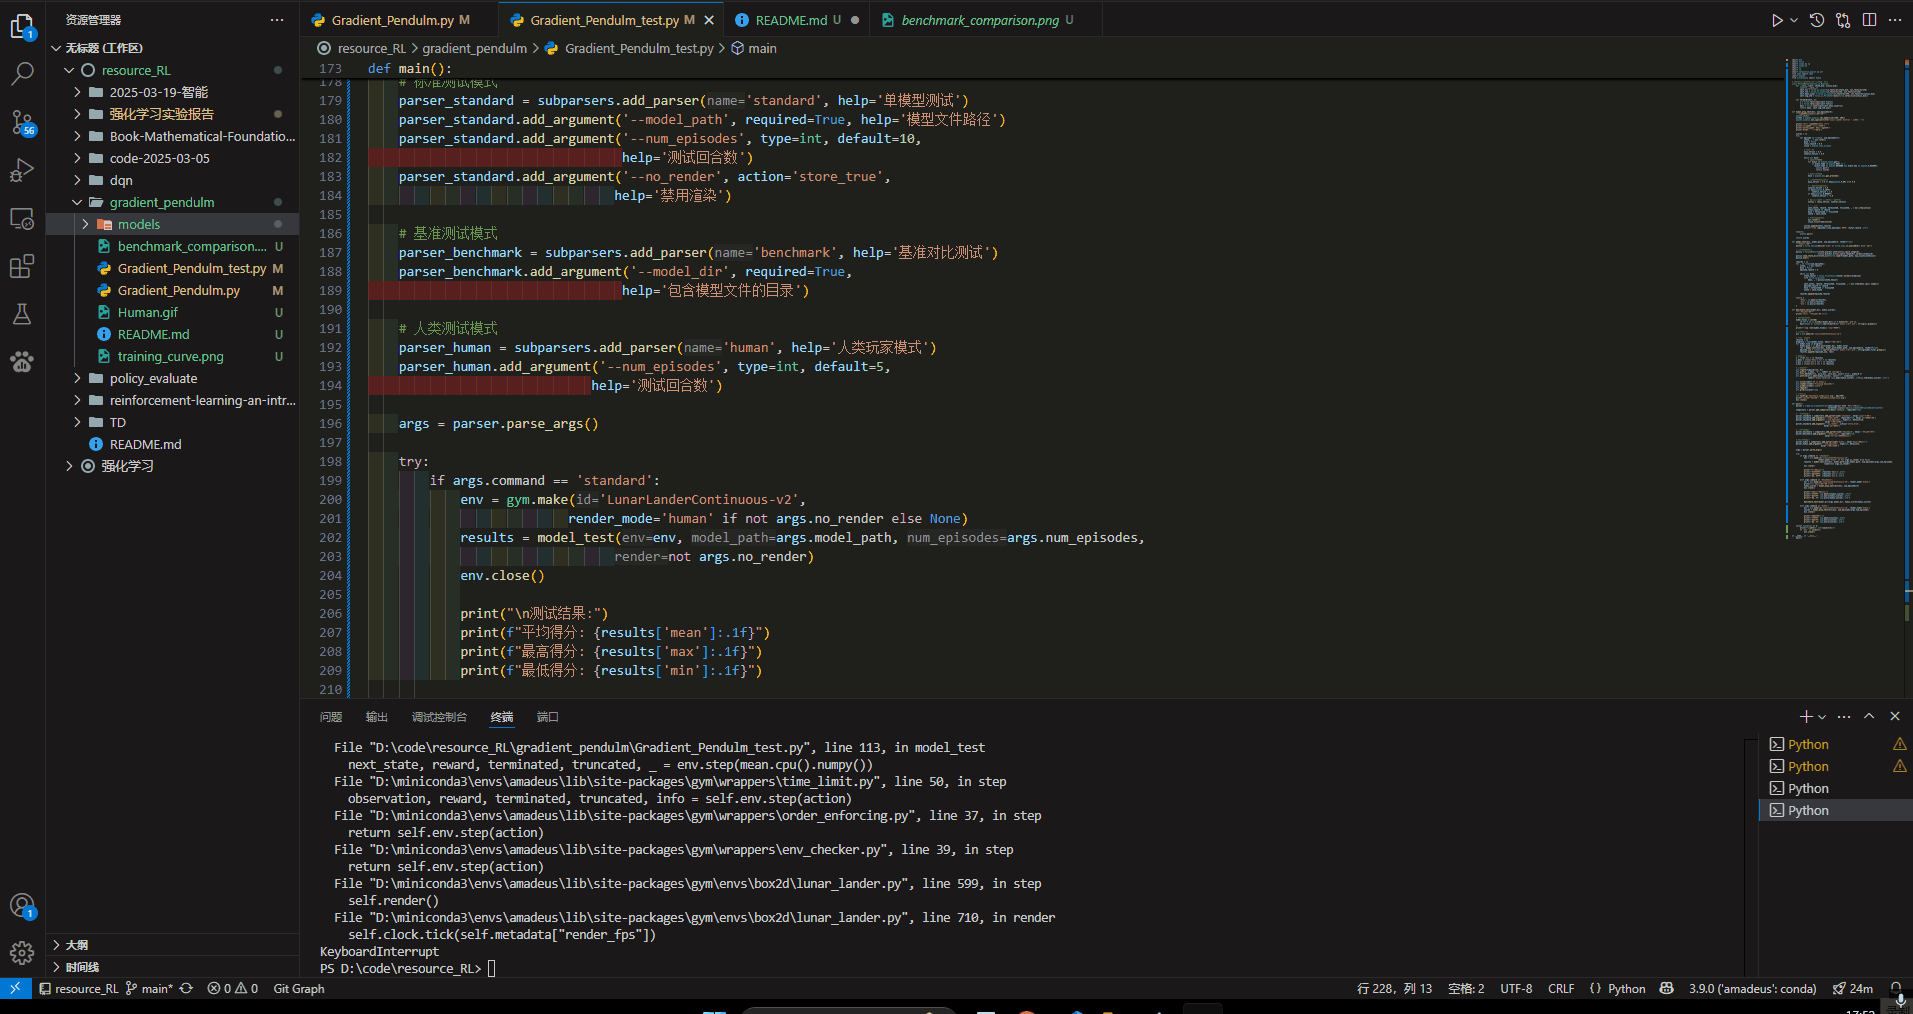 资源管理器
Gradient_Pendulm.py M
Gradient_Pendulm_test.py M
README.md U
benchmark_comparison.png U
resource_RL > gradient_pendulm > Gradient_Pendulm_test.py > main
无标题 (工作区)
resource_RL
2025-03-19-智能
强化学习实验报告
Book-Mathematical-Foundatio...
code-2025-03-05
dqn
gradient_pendulm
models
benchmark_comparison.... U
Gradient_Pendulm_test.py M
Gradient_Pendulm.py M
Human.gif U
README.md U
training_curve.png U
policy_evaluate
reinforcement-learning-an-intr...
TD
README.md
强化学习
大纲
时间线
1
56
1
173 def main():
178 # 标准测试模式
179 parser_standard = subparsers.add_parser(name='standard', help='单模型测试')
180 parser_standard.add_argument('--model_path', required=True, help='模型文件路径')
181 parser_standard.add_argument('--num_episodes', type=int, default=10,
182 help='测试回合数')
183 parser_standard.add_argument('--no_render', action='store_true',
184 help='禁用渲染')
185
186 # 基准测试模式
187 parser_benchmark = subparsers.add_parser(name='benchmark', help='基准对比测试')
188 parser_benchmark.add_argument('--model_dir', required=True,
189 help='包含模型文件的目录')
190
191 # 人类测试模式
192 parser_human = subparsers.add_parser(name='human', help='人类玩家模式')
193 parser_human.add_argument('--num_episodes', type=int, default=5,
194 help='测试回合数')
195
196 args = parser.parse_args()
197
198 try:
199 if args.command == 'standard':
200 env = gym.make(id='LunarLanderContinuous-v2',
201 render_mode='human' if not args.no_render else None)
202 results = model_test(env=env, model_path=args.model_path, num_episodes=args.num_episodes,
203 render=not args.no_render)
204 env.close()
205
206 print("\n测试结果:")
207 print(f"平均得分: {results['mean']:.1f}")
208 print(f"最高得分: {results['max']:.1f}")
209 print(f"最低得分: {results['min']:.1f}")
210
问题 输出 调试控制台 终端 端口
File "D:\code\resource_RL\gradient_pendulm\Gradient_Pendulm_test.py", line 113, in model_test
next_state, reward, terminated, truncated, _ = env.step(mean.cpu().numpy())
File "D:\miniconda3\envs\amadeus\lib\site-packages\gym\wrappers\time_limit.py", line 50, in step
observation, reward, terminated, truncated, info = self.env.step(action)
File "D:\miniconda3\envs\amadeus\lib\site-packages\gym\wrappers\order_enforcing.py", line 37, in step
return self.env.step(action)
File "D:\miniconda3\envs\amadeus\lib\site-packages\gym\wrappers\env_checker.py", line 39, in step
return self.env.step(action)
File "D:\miniconda3\envs\amadeus\lib\site-packages\gym\envs\box2d\lunar_lander.py", line 599, in step
self.render()
File "D:\miniconda3\envs\amadeus\lib\site-packages\gym\envs\box2d\lunar_lander.py", line 710, in render
self.clock.tick(self.metadata["render_fps"])
KeyboardInterrupt
PS D:\code\resource_RL>
Python
Python
Python
Python
resource_RL main* 0 0 Git Graph
行 228, 列 13 空格: 2 UTF-8 CRLF {} Python 3.9.0 ('amadeus': conda) 24m